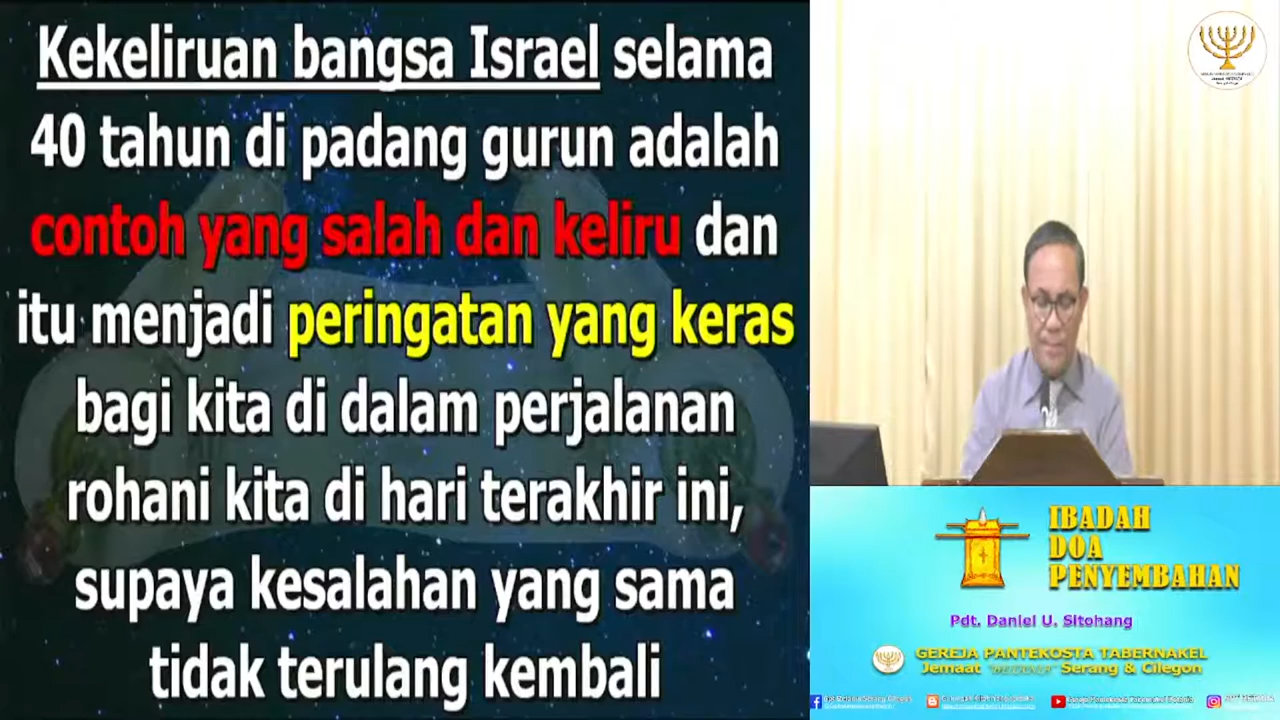 Kekeliruan bangsa Israel selama
40 tahun di padang gurun adalah
contoh yang salah dan keliru dan
itu menjadi peringatan yang keras
bagi kita di dalam perjalanan
rohani kita di hari terakhir ini,
supaya kesalahan yang sama
tidak terulang kembali
IBADAH
DOA
PENYEMBAHAN
Pdt. Daniel U. Sitohang
GEREJA PANTEKOSTA TABERNAKEL
Jemaat Serang & Cilegon